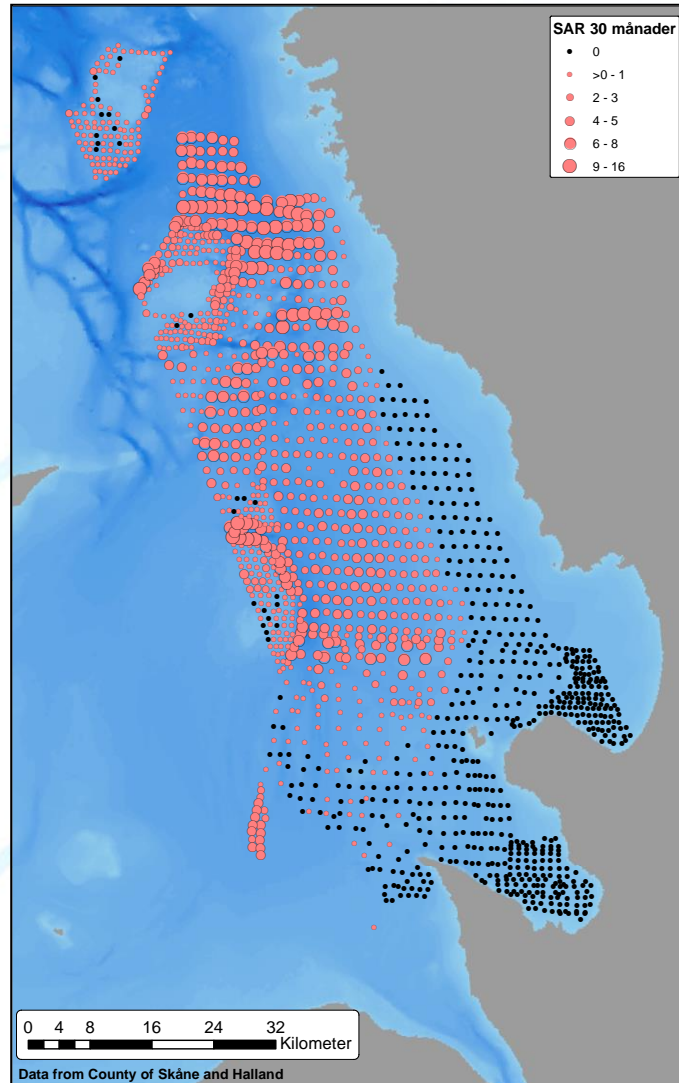 SAR 30 månader
0
>0 - 1
2 - 3
4 - 5
6 - 8
9 - 16
0 4 8 16 24 32
Kilometer
Data from County of Skåne and Halland